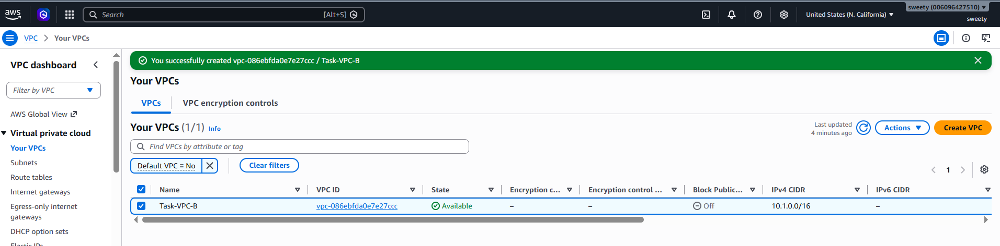 aws
Search [Alt+S]
United States (N. California)
sweety (006096427510)
sweety
VPC > Your VPCs
VPC dashboard
Filter by VPC
AWS Global View
Virtual private cloud
Your VPCs
Subnets
Route tables
Internet gateways
Egress-only internet
gateways
DHCP option sets
Elastic IPs
You successfully created vpc-086ebfda0e7e27ccc / Task-VPC-B
Your VPCs
VPCs VPC encryption controls
Your VPCs (1/1) Info
Last updated
4 minutes ago
Actions
Create VPC
Find VPCs by attribute or tag
Default VPC = No
Clear filters
1
Name VPC ID State Encryption c... Encryption control ... Block Public... IPv4 CIDR IPv6 CIDR
Task-VPC-B vpc-086ebfda0e7e27ccc Available – – Off 10.1.0.0/16 –